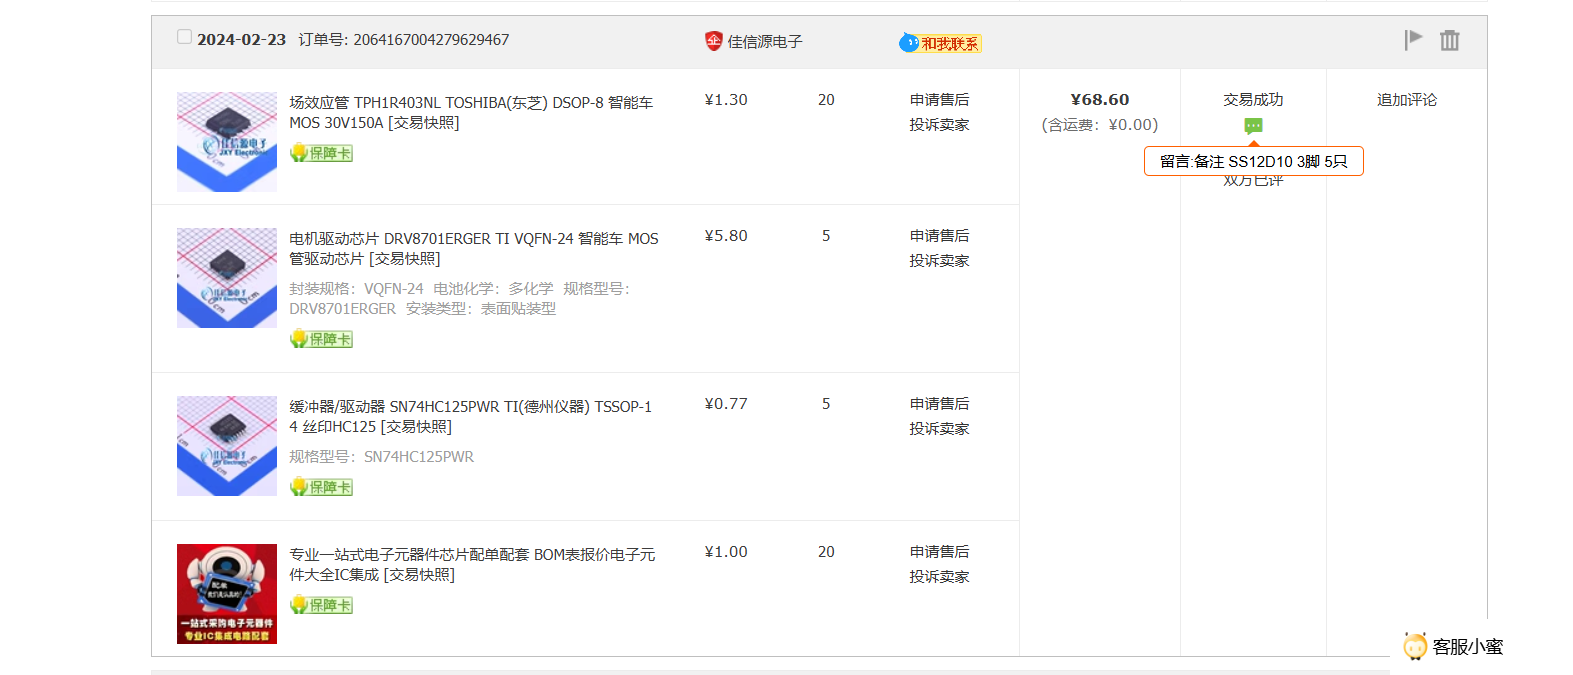 2024-02-23 订单号: 2064167004279629467
佳信源电子
和我联系
场效应管 TPH1R403NL TOSHIBA(东芝) DSOP-8 智能车
MOS 30V150A [交易快照]
保障卡
¥1.30
20
申请售后
投诉卖家
¥68.60
(含运费：¥0.00)
交易成功
留言:备注 SS12D10 3脚 5只
双方已评
追加评论
佳信源电子
JXY Electronic
电机驱动芯片 DRV8701ERGER TI VQFN-24 智能车 MOS
管驱动芯片 [交易快照]
封装规格：VQFN-24 电池化学：多化学 规格型号：
DRV8701ERGER 安装类型：表面贴装型
保障卡
¥5.80
5
申请售后
投诉卖家
缓冲器/驱动器 SN74HC125PWR TI(德州仪器) TSSOP-1
4 丝印HC125 [交易快照]
规格型号：SN74HC125PWR
保障卡
¥0.77
5
申请售后
投诉卖家
专业一站式电子元器件芯片配单配套 BOM表报价电子元
件大全IC集成 [交易快照]
保障卡
¥1.00
20
申请售后
投诉卖家
一站式采购电子元器件
专业IC集成电路配套
客服小蜜